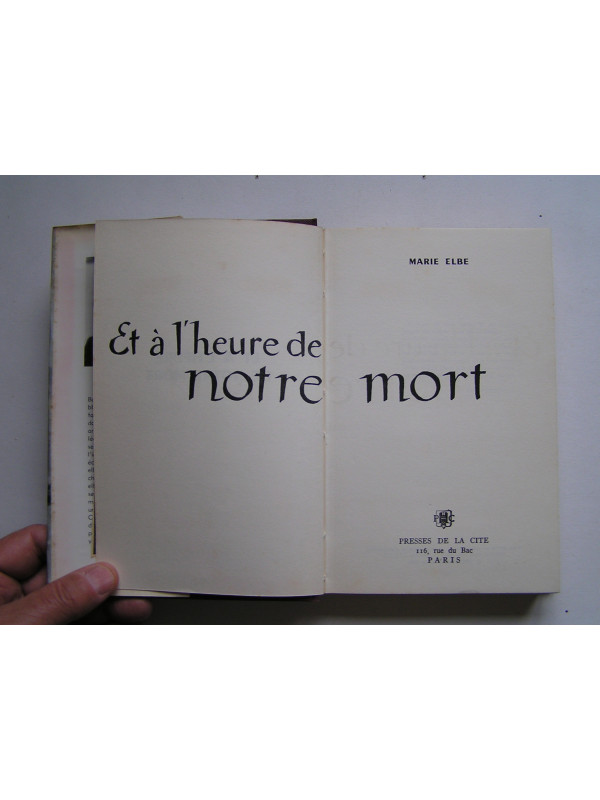 MARIE ELBE
Et à l'heure de
notre mort
PRESSES DE LA CITE
116, rue du Bac
PARIS